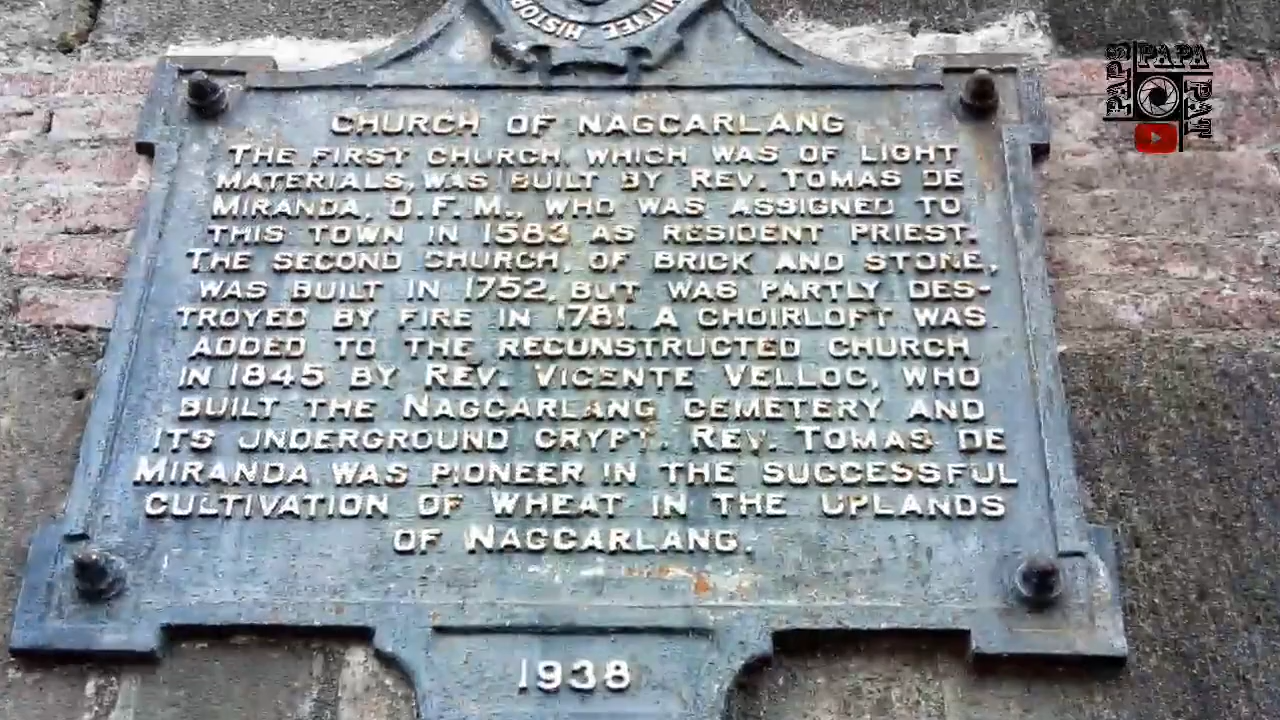 HISTOR
MITTEE
CHURCH OF NAGCARLANG
THE FIRST CHURCH, WHICH WAS OF LIGHT
MATERIALS, WAS BUILT BY REV. TOMAS DE
MIRANDA, O.F.M., WHO WAS ASSIGNED TO
THIS TOWN IN 1583 AS RESIDENT PRIEST.
THE SECOND CHURCH, OF BRICK AND STONE,
WAS BUILT IN 1752, BUT WAS PARTLY DES-
TROYED BY FIRE IN 1781. A CHOIRLOFT WAS
ADDED TO THE RECONSTRUCTED CHURCH
IN 1845 BY REV. VICENTE VELLOC, WHO
BUILT THE NAGCARLANG CEMETERY AND
ITS UNDERGROUND CRYPT. REV. TOMAS DE
MIRANDA WAS PIONEER IN THE SUCCESSFUL
CULTIVATION OF WHEAT IN THE UPLANDS
OF NAGCARLANG.
1938
PAPS
PAPA
PATT